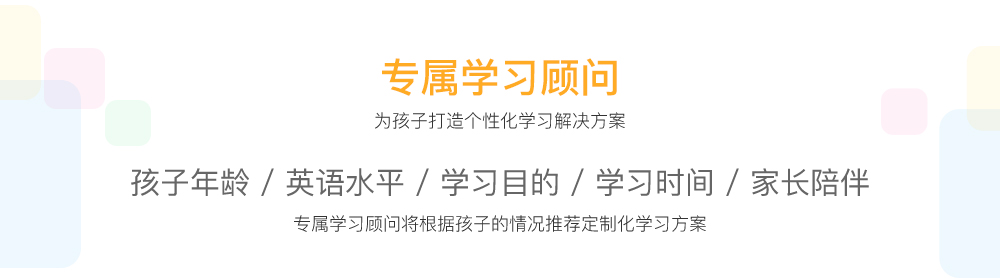 专属学习顾问
为孩子打造个性化学习解决方案
孩子年龄 / 英语水平 / 学习目的 / 学习时间 / 家长陪伴
专属学习顾问将根据孩子的情况推荐定制化学习方案